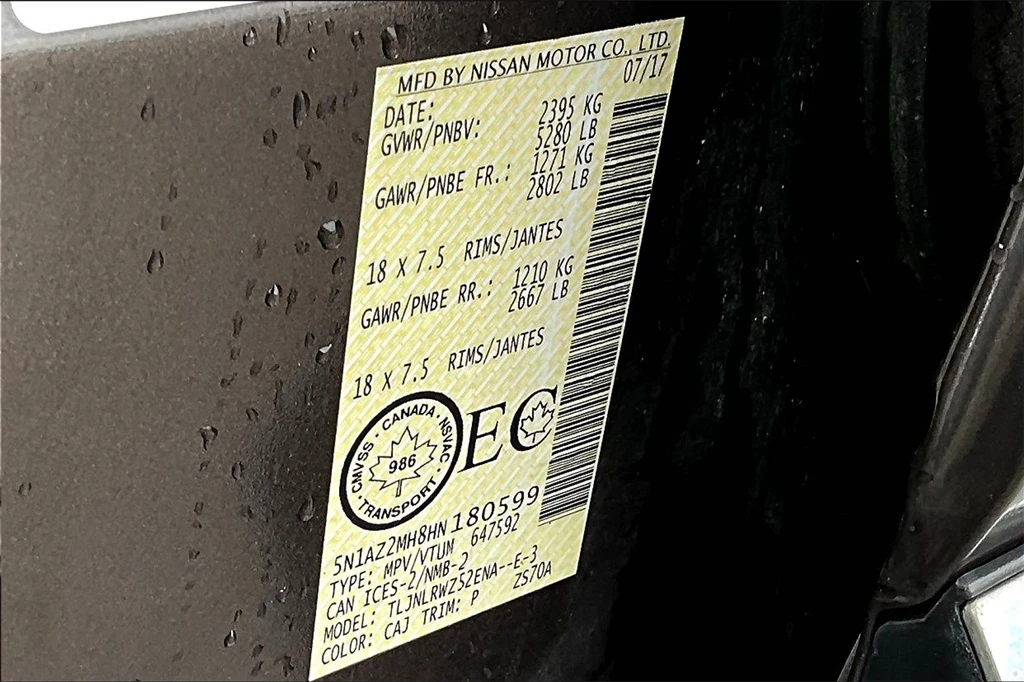 MFD BY NISSAN MOTOR CO., LTD.
DATE: 07/17
GVWR/PNBV: 2395 KG
5280 LB
GAWR/PNBE FR.: 1271 KG
2802 LB
18 X 7.5 RIMS/JANTES
GAWR/PNBE RR.: 1210 KG
2667 LB
18 X 7.5 RIMS/JANTES
CMVSS · CANADA · NSVAC · TRANSPORT ·
986
EC
5N1AZ2MH8HN180599
TYPE: MPV/VTUM 647592
CAN ICES-2/NMB-2
MODEL: TLJNLRWZ52ENA--E-3
COLOR: CAJ TRIM: P ZS70A